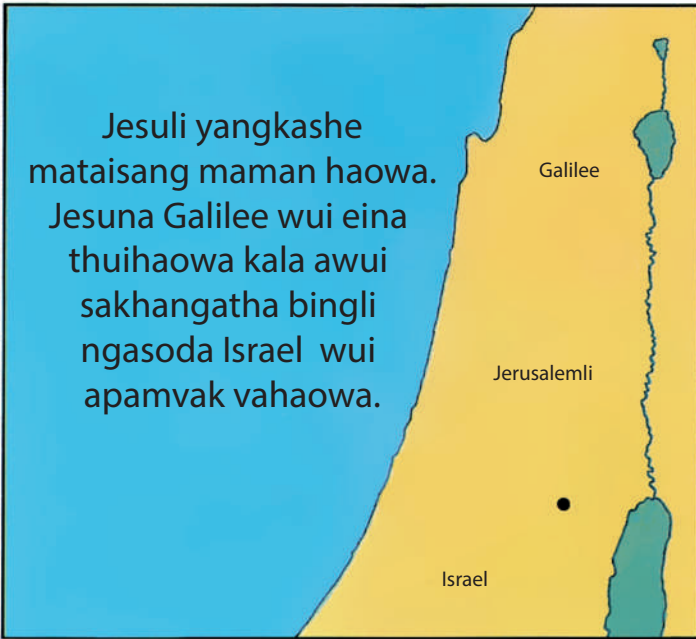 Jesuli yangkashe
mataisang maman haowa.
Jesuna Galilee wui eina
thuihaowa kala awui
sakhangatha bingli
ngasoda Israel wui
apamvak vahaowa.
Galilee
Jerusalemli
Israel